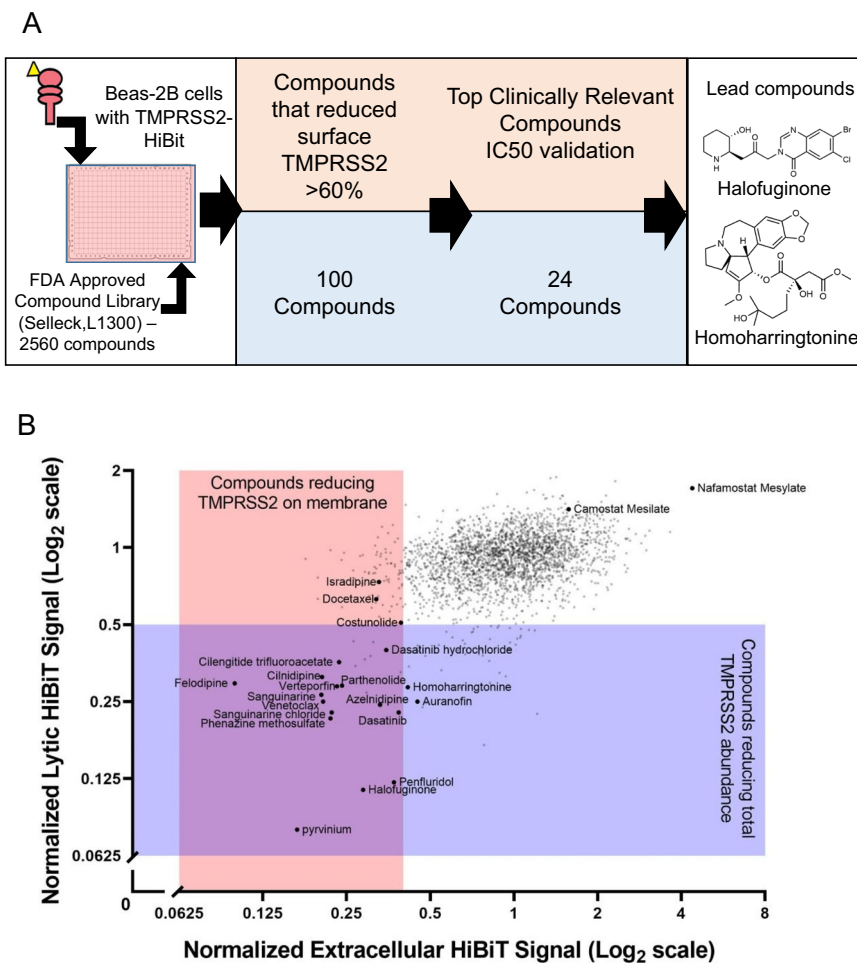 A
Beas-2B cells
with TMPRSS2-
HiBit
FDA Approved
Compound Library
(Selleck,L1300) –
2560 compounds
Compounds
that reduced
surface
TMPRSS2
>60%
100
Compounds
Top Clinically Relevant
Compounds
IC50 validation
24
Compounds
Lead compounds
OH
N
H
O
N
N
O
Br
Cl
Halofuginone
N
H
O
O
O
O
O
O
O
OH
HO
Homoharringtonine
B
Normalized Lytic HiBiT Signal (Log2 scale)
2
1
0.5
0.25
0.125
0.0625
0
Compounds reducing
TMPRSS2 on membrane
Nafamostat Mesylate
Camostat Mesilate
Isradipine
Docetaxel
Costunolide
Dasatinib hydrochloride
Cilengitide trifluoroacetate
Cilnidipine
Parthenolide
Felodipine
Verteporfin
Homoharringtonine
Sanguinarine
Azelnidipine
Auranofin
Venetoclax
Sanguinarine chloride
Dasatinib
Phenazine methosulfate
Penfluridol
Halofuginone
pyrvinium
Compounds reducing total
TMPRSS2 abundance
0.0625
0.125
0.25
0.5
1
2
4
8
Normalized Extracellular HiBiT Signal (Log2 scale)